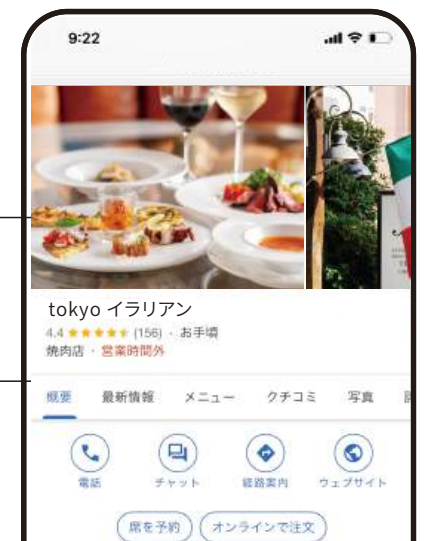 9:22
tokyo イラリアン
4.4 ★★★★★ (156) · お手頃
焼肉店 · 営業時間外
概要 最新情報 メニュー クチコミ 写真
電話 チャット 経路案内 ウェブサイト
席を予約 オンラインで注文